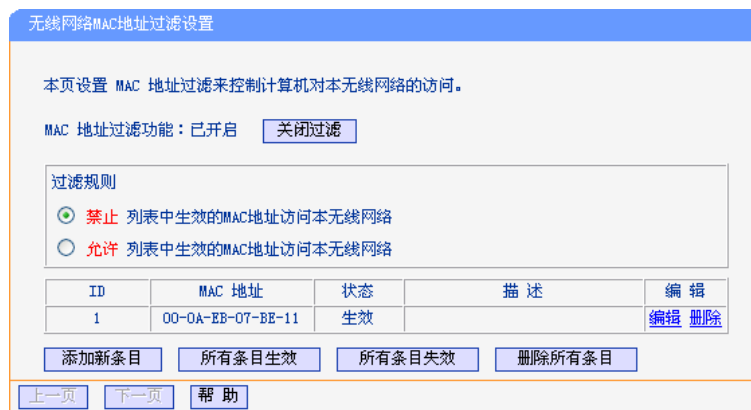 无线网络MAC地址过滤设置
本页设置 MAC 地址过滤来控制计算机对本无线网络的访问。
MAC 地址过滤功能：已开启 关闭过滤
过滤规则
禁止 列表中生效的MAC地址访问本无线网络
允许 列表中生效的MAC地址访问本无线网络
ID MAC 地址 状态 描 述 编 辑
1 00-0A-EB-07-BE-11 生效 编辑 删除
添加新条目 所有条目生效 所有条目失效 删除所有条目
上一页 下一页 帮 助